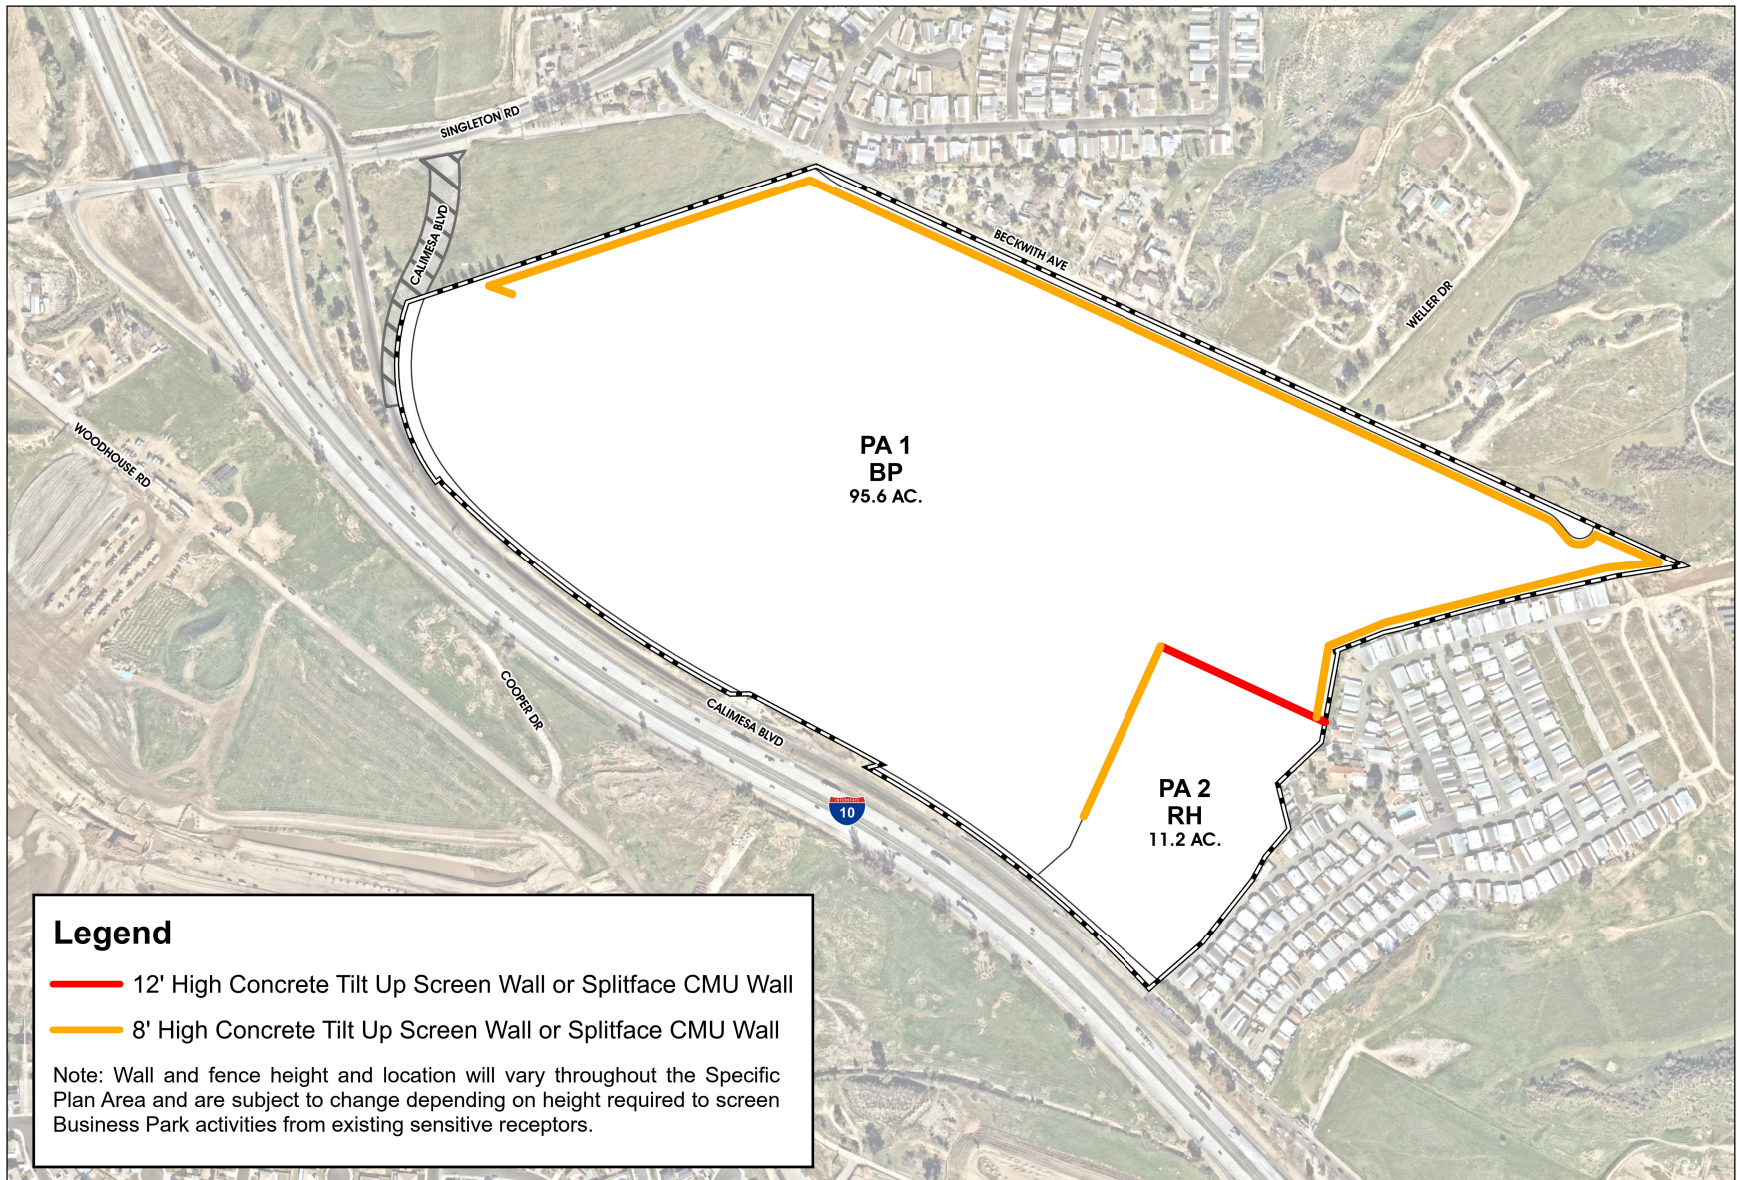 SINGLETON RD
CALIMESA BLVD
BECKWITH AVE
WELLER DR
WOODHOUSE RD
PA 1
BP
95.6 AC.
COOPER DR
CALIMESA BLVD
INTERSTATE
10
PA 2
RH
11.2 AC.
Legend
12' High Concrete Tilt Up Screen Wall or Splitface CMU Wall
8' High Concrete Tilt Up Screen Wall or Splitface CMU Wall
Note: Wall and fence height and location will vary throughout the Specific
Plan Area and are subject to change depending on height required to screen
Business Park activities from existing sensitive receptors.